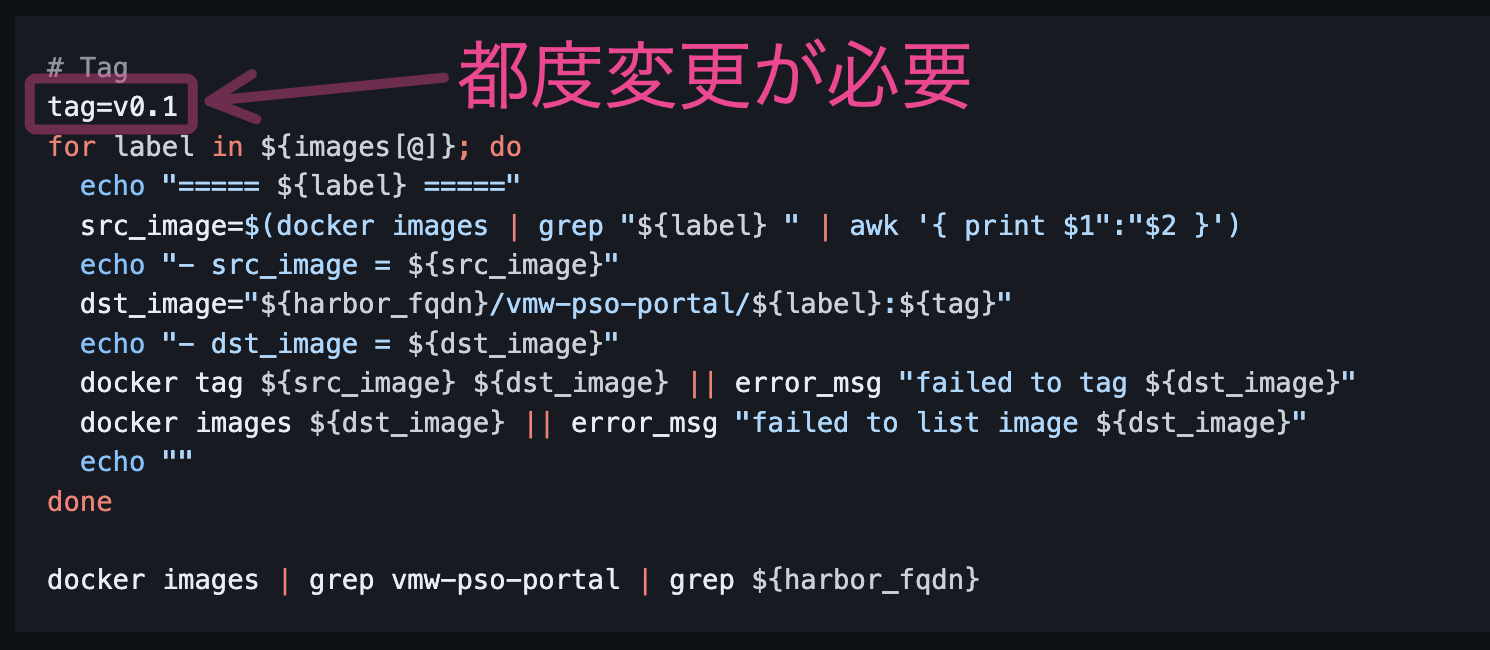 # Tag
都度変更が必要
tag=v0.1
for label in ${images[@]}; do
  echo "===== ${label} ====="
  src_image=$(docker images | grep "${label} " | awk '{ print $1":"$2 }')
  echo "- src_image = ${src_image}"
  dst_image="${harbor_fqdn}/vmw-pso-portal/${label}:${tag}"
  echo "- dst_image = ${dst_image}"
  docker tag ${src_image} ${dst_image} || error_msg "failed to tag ${dst_image}"
  docker images ${dst_image} || error_msg "failed to list image ${dst_image}"
  echo ""
done
docker images | grep vmw-pso-portal | grep ${harbor_fqdn}